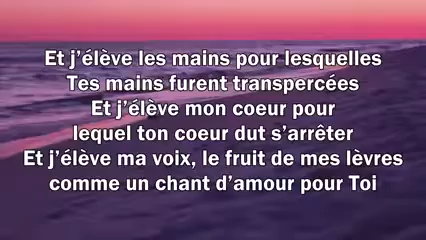 Et j’élève les mains pour lesquelles
Tes mains furent transpercées
Et j’élève mon coeur pour
lequel ton coeur dut s’arrêter
Et j’élève ma voix, le fruit de mes lèvres
comme un chant d’amour pour Toi